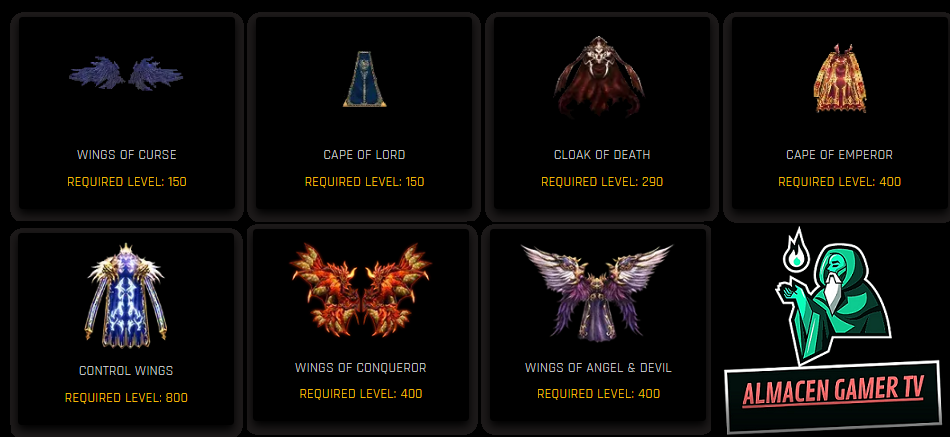 WINGS OF CURSE
REQUIRED LEVEL: 150
CAPE OF LORD
REQUIRED LEVEL: 150
CLOAK OF DEATH
REQUIRED LEVEL: 290
CAPE OF EMPEROR
REQUIRED LEVEL: 400
CONTROL WINGS
REQUIRED LEVEL: 800
WINGS OF CONQUEROR
REQUIRED LEVEL: 400
WINGS OF ANGEL & DEVIL
REQUIRED LEVEL: 400
ALMACEN GAMER TV